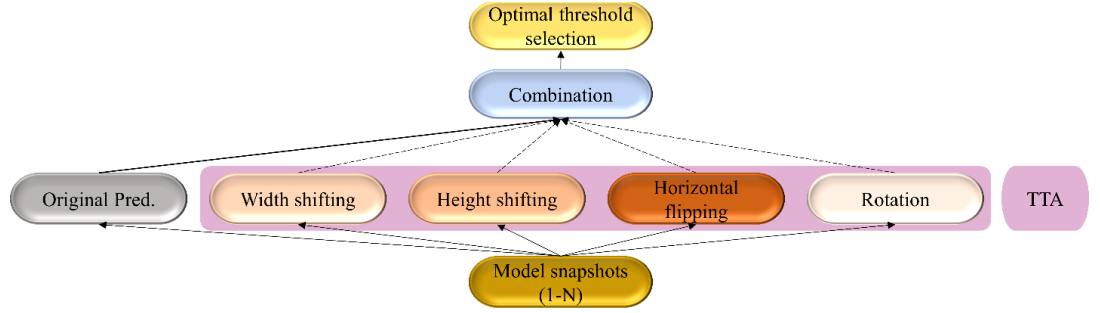 Optimal threshold
selection
Combination
Original Pred.
Width shifting
Height shifting
Horizontal
flipping
Rotation
TTA
Model snapshots
(1-N)